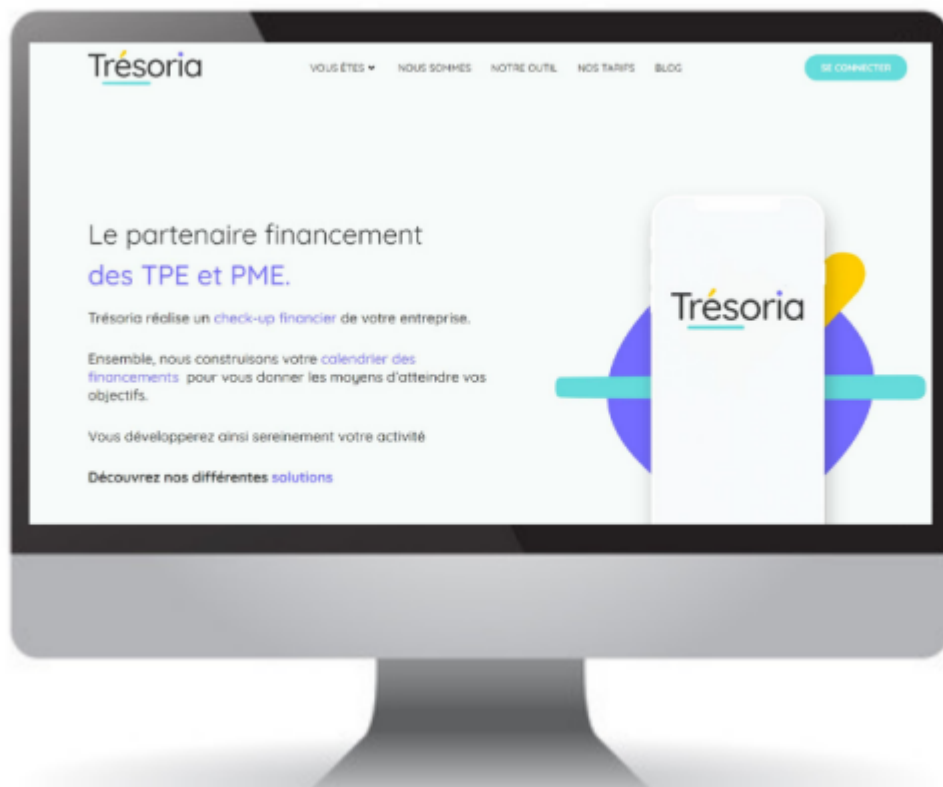 Trésoria
VOUS ÊTES
NOUS SOMMES
NOTRE OUTIL
NOS TARIFS
BLOG
SE CONNECTER
Le partenaire financement
des TPE et PME.
Trésoria réalise un check-up financier de votre entreprise.
Ensemble, nous construisons votre calendrier des
financements pour vous donner les moyens d'atteindre vos
objectifs.
Vous développerez ainsi sereinement votre activité
Découvrez nos différentes solutions
Trésoria